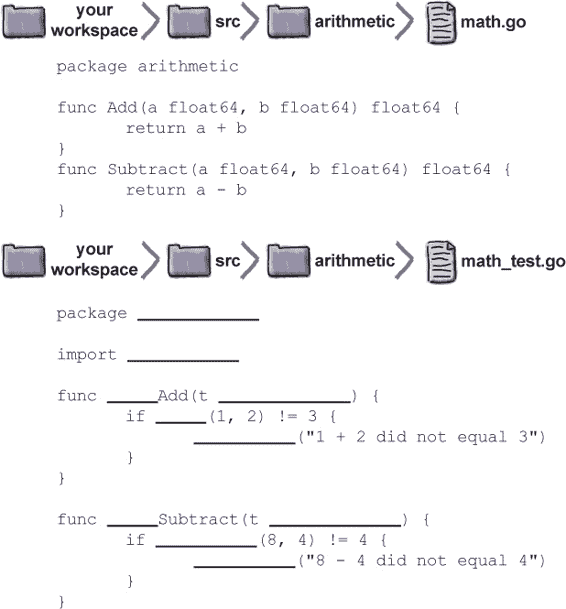 your workspace src arithmetic math.go
package arithmetic
func Add(a float64, b float64) float64 {
return a + b
}
func Subtract(a float64, b float64) float64 {
return a - b
}
your workspace src arithmetic math_test.go
package ____________
import ___________
func _____Add(t _____________) {
if _____(1, 2) != 3 {
__________("1 + 2 did not equal 3")
}
}
func _____Subtract(t _____________) {
if __________(8, 4) != 4 {
__________("8 - 4 did not equal 4")
}
}